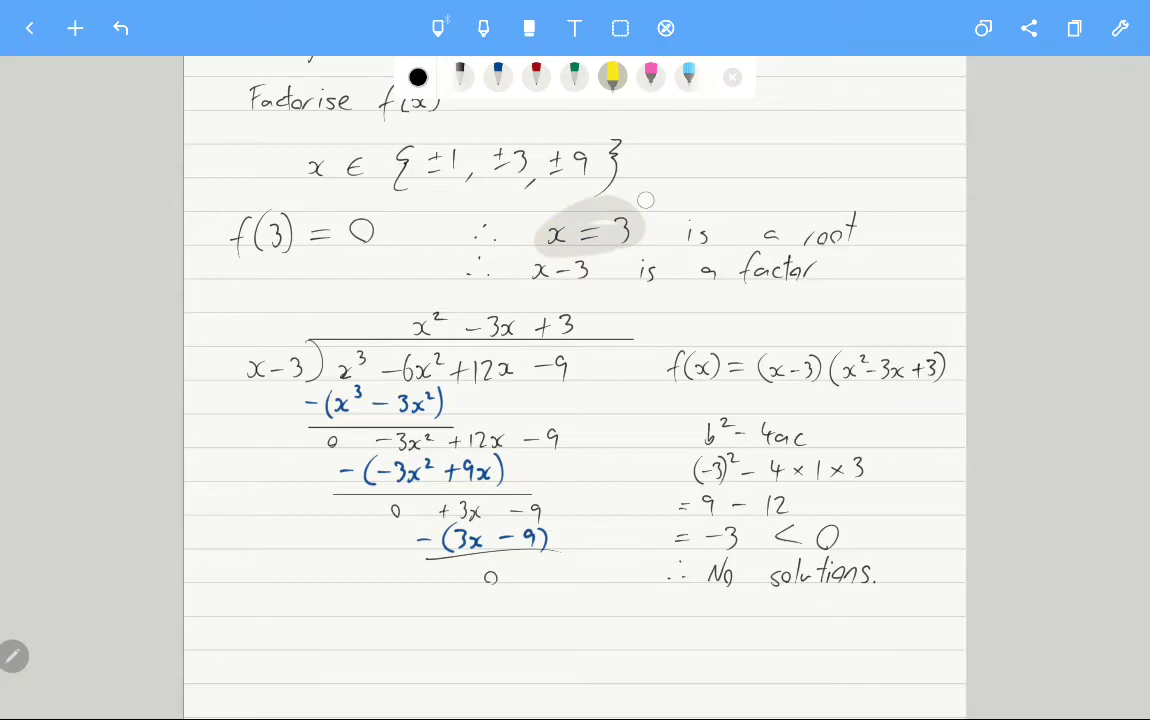 Factorise f(x)
x ∈ { ±1, ±3, ±9 }
f(3) = 0 ∴ x = 3 is a root
∴ x-3 is a factor
x² - 3x + 3
x-3 ) x³ - 6x² + 12x - 9
-(x³ - 3x²)
0 - 3x² + 12x - 9
-(-3x² + 9x)
0 + 3x - 9
-(3x - 9)
0
f(x) = (x-3)(x² - 3x + 3)
b² - 4ac
(-3)² - 4 × 1 × 3
= 9 - 12
= -3 < 0
∴ No solutions.